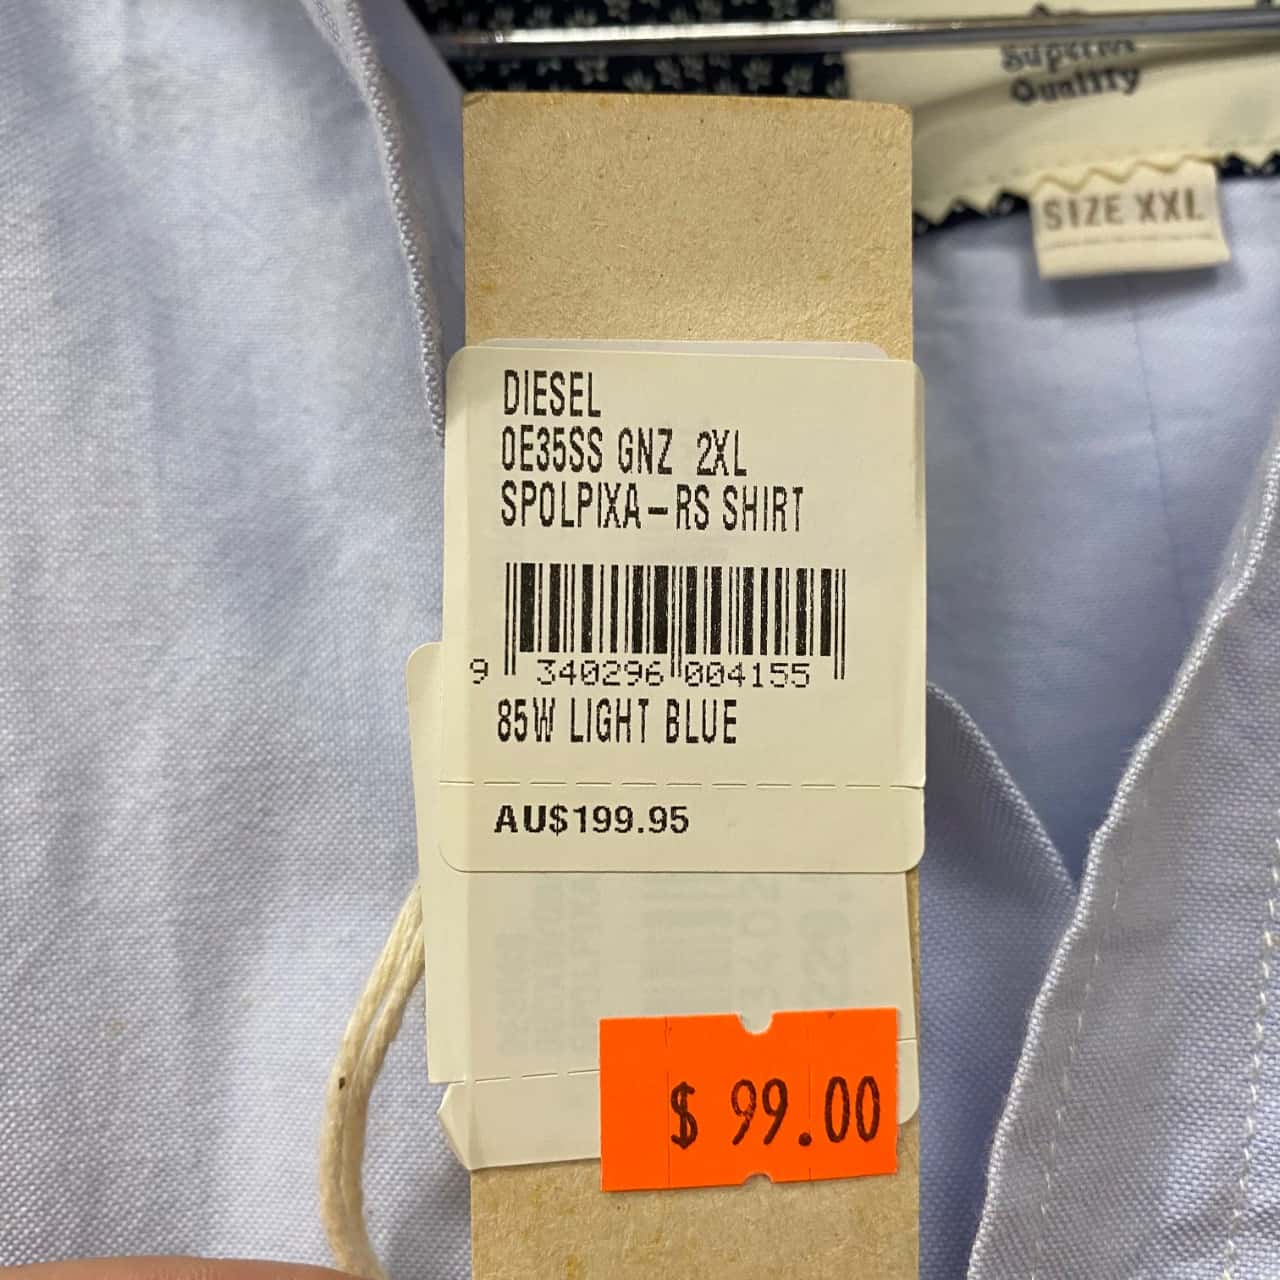 Superior
Quality
SIZE XXL
DIESEL
0E35SS GNZ 2XL
SPOLPIXA-RS SHIRT
9 340296 004155
85W LIGHT BLUE
AU$199.95
$ 99.00